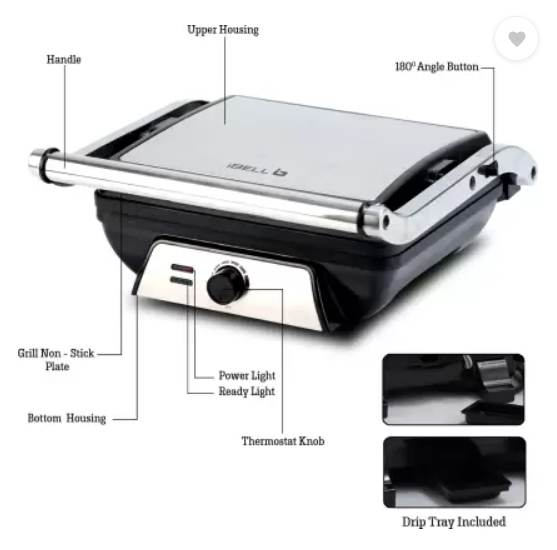 Upper Housing
Handle
180⁰ Angle Button
iBELL b
Grill Non - Stick
Plate
Power Light
Ready Light
Bottom Housing
Thermostat Knob
Drip Tray Included